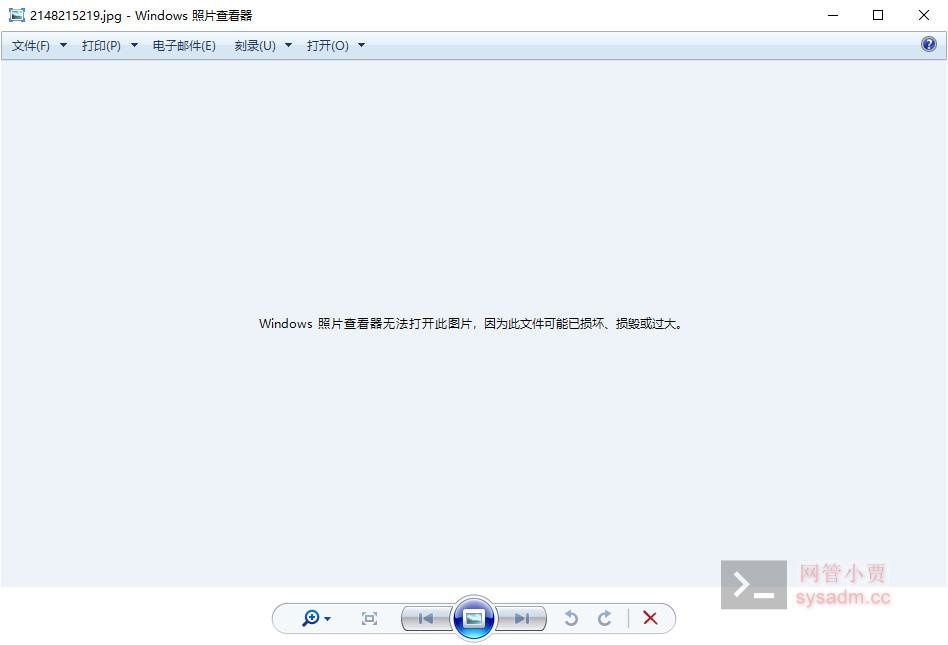 2148215219.jpg - Windows 照片查看器
文件(F) 打印(P) 电子邮件(E) 刻录(U) 打开(O)
Windows 照片查看器无法打开此图片，因为此文件可能已损坏、损毁或过大。
网管小贾
sysadm.cc